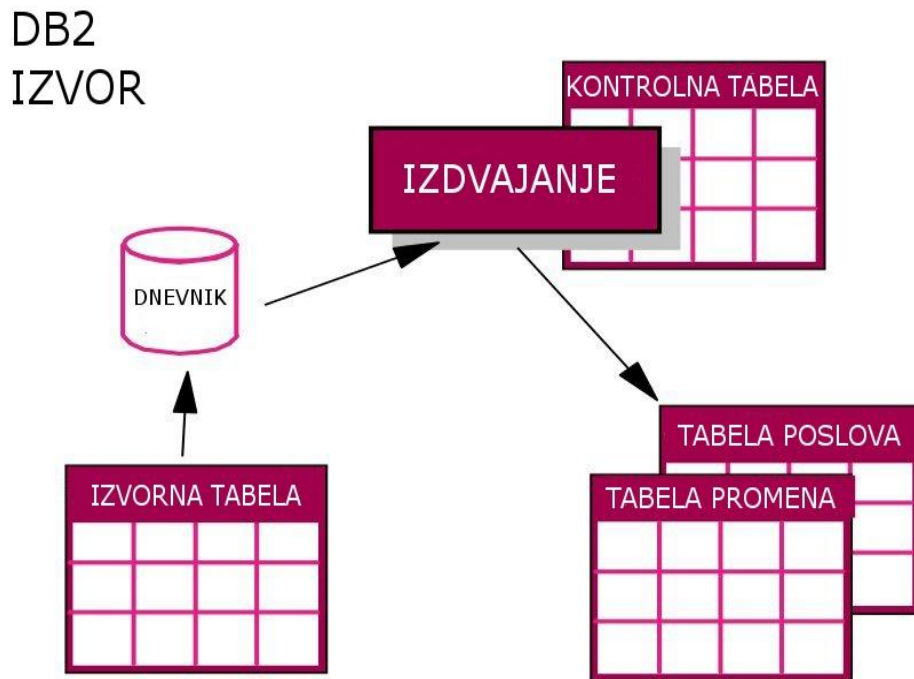 DB2
IZVOR
KONTROLNA TABELA
IZDVAJANJE
DNEVNIK
TABELA POSLOVA
IZVORNA TABELA
TABELA PROMENA